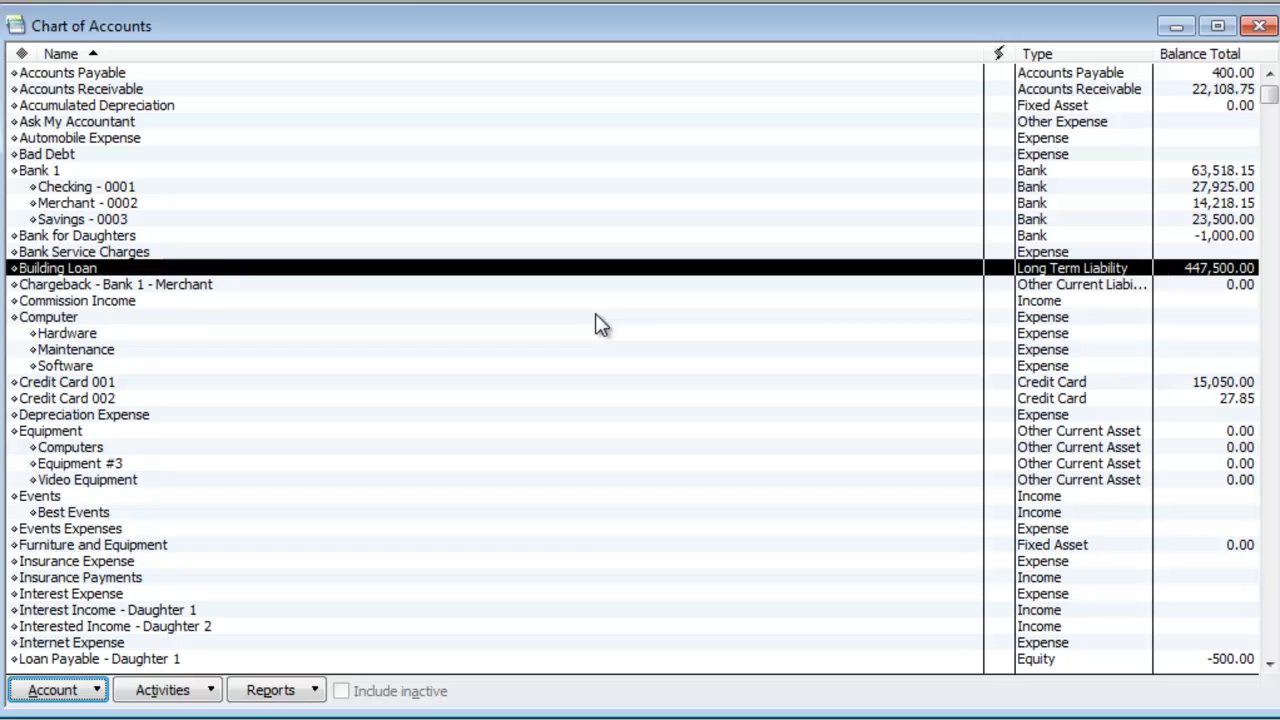 Chart of Accounts
Name Type Balance Total
Accounts Payable Accounts Payable 400.00
Accounts Receivable Accounts Receivable 22,108.75
Accumulated Depreciation Fixed Asset 0.00
Ask My Accountant Other Expense
Automobile Expense Expense
Bad Debt Expense
Bank 1 Bank 63,518.15
Checking - 0001 Bank 27,925.00
Merchant - 0002 Bank 14,218.15
Savings - 0003 Bank 23,500.00
Bank for Daughters Bank -1,000.00
Bank Service Charges Expense
Building Loan Long Term Liability 447,500.00
Chargeback - Bank 1 - Merchant Other Current Liabi... 0.00
Commission Income Income
Computer Expense
Hardware Expense
Maintenance Expense
Software Expense
Credit Card 001 Credit Card 15,050.00
Credit Card 002 Credit Card 27.85
Depreciation Expense Expense
Equipment Other Current Asset 0.00
Computers Other Current Asset 0.00
Equipment #3 Other Current Asset 0.00
Video Equipment Other Current Asset 0.00
Events Income
Best Events Income
Events Expenses Expense
Furniture and Equipment Fixed Asset 0.00
Insurance Expense Expense
Insurance Payments Income
Interest Expense Expense
Interest Income - Daughter 1 Income
Interested Income - Daughter 2 Income
Internet Expense Expense
Loan Payable - Daughter 1 Equity -500.00
Account Activities Reports Include inactive